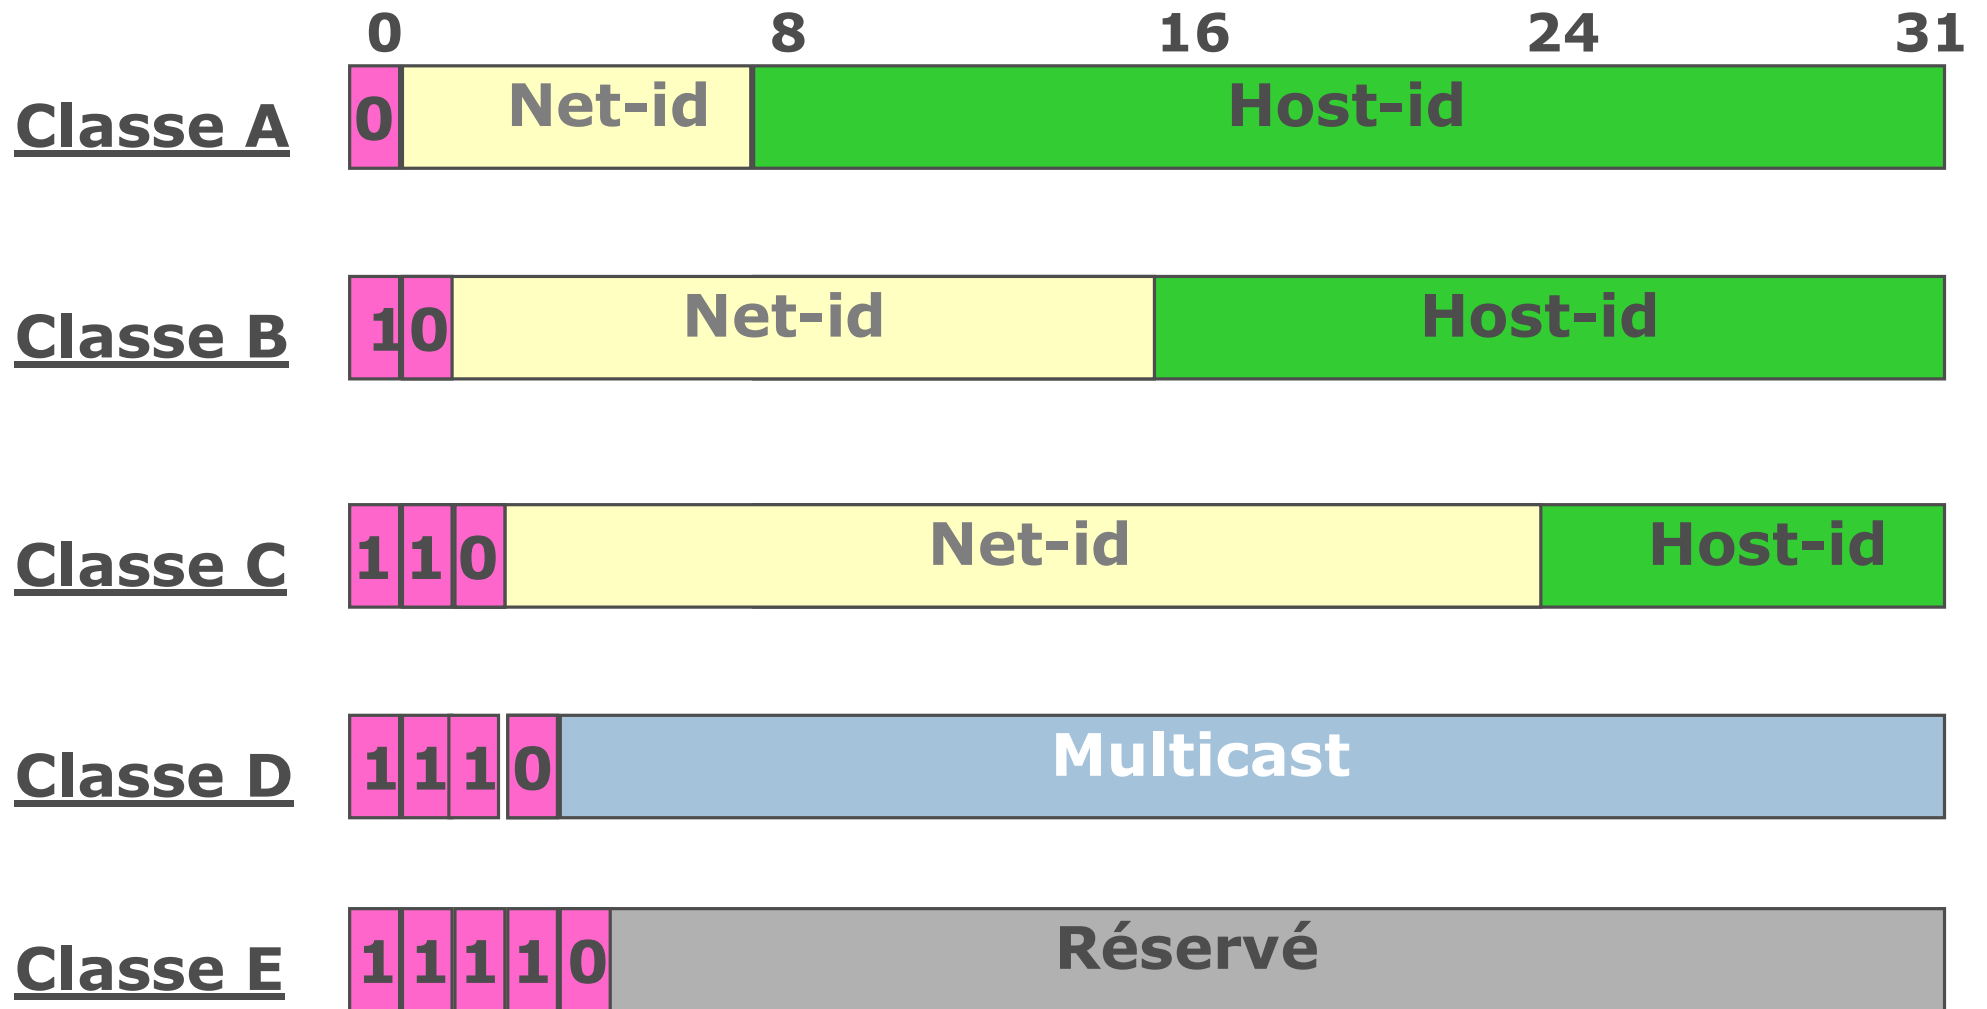 0 8 16 24 31
Classe A 0 Net-id Host-id
Classe B 1 0 Net-id Host-id
Classe C 1 1 0 Net-id Host-id
Classe D 1 1 1 0 Multicast
Classe E 1 1 1 1 0 Réservé